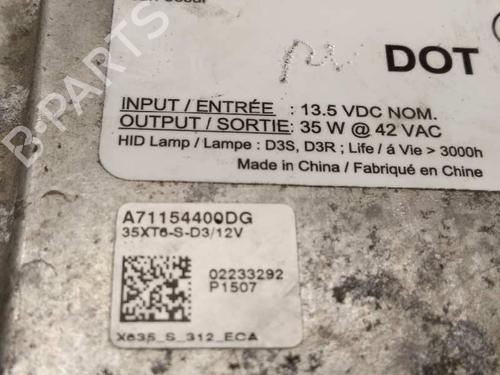 DOT
INPUT / ENTRÉE : 13.5 VDC NOM.
OUTPUT / SORTIE: 35 W @ 42 VAC
HID Lamp / Lampe : D3S, D3R ; Life / á Vie > 3000h
Made in China / Fabriqué en Chine
A71154400DG
35XT6-S-D3/12V
02233292
P1507
X635_S_312_ECA
B-PARTS